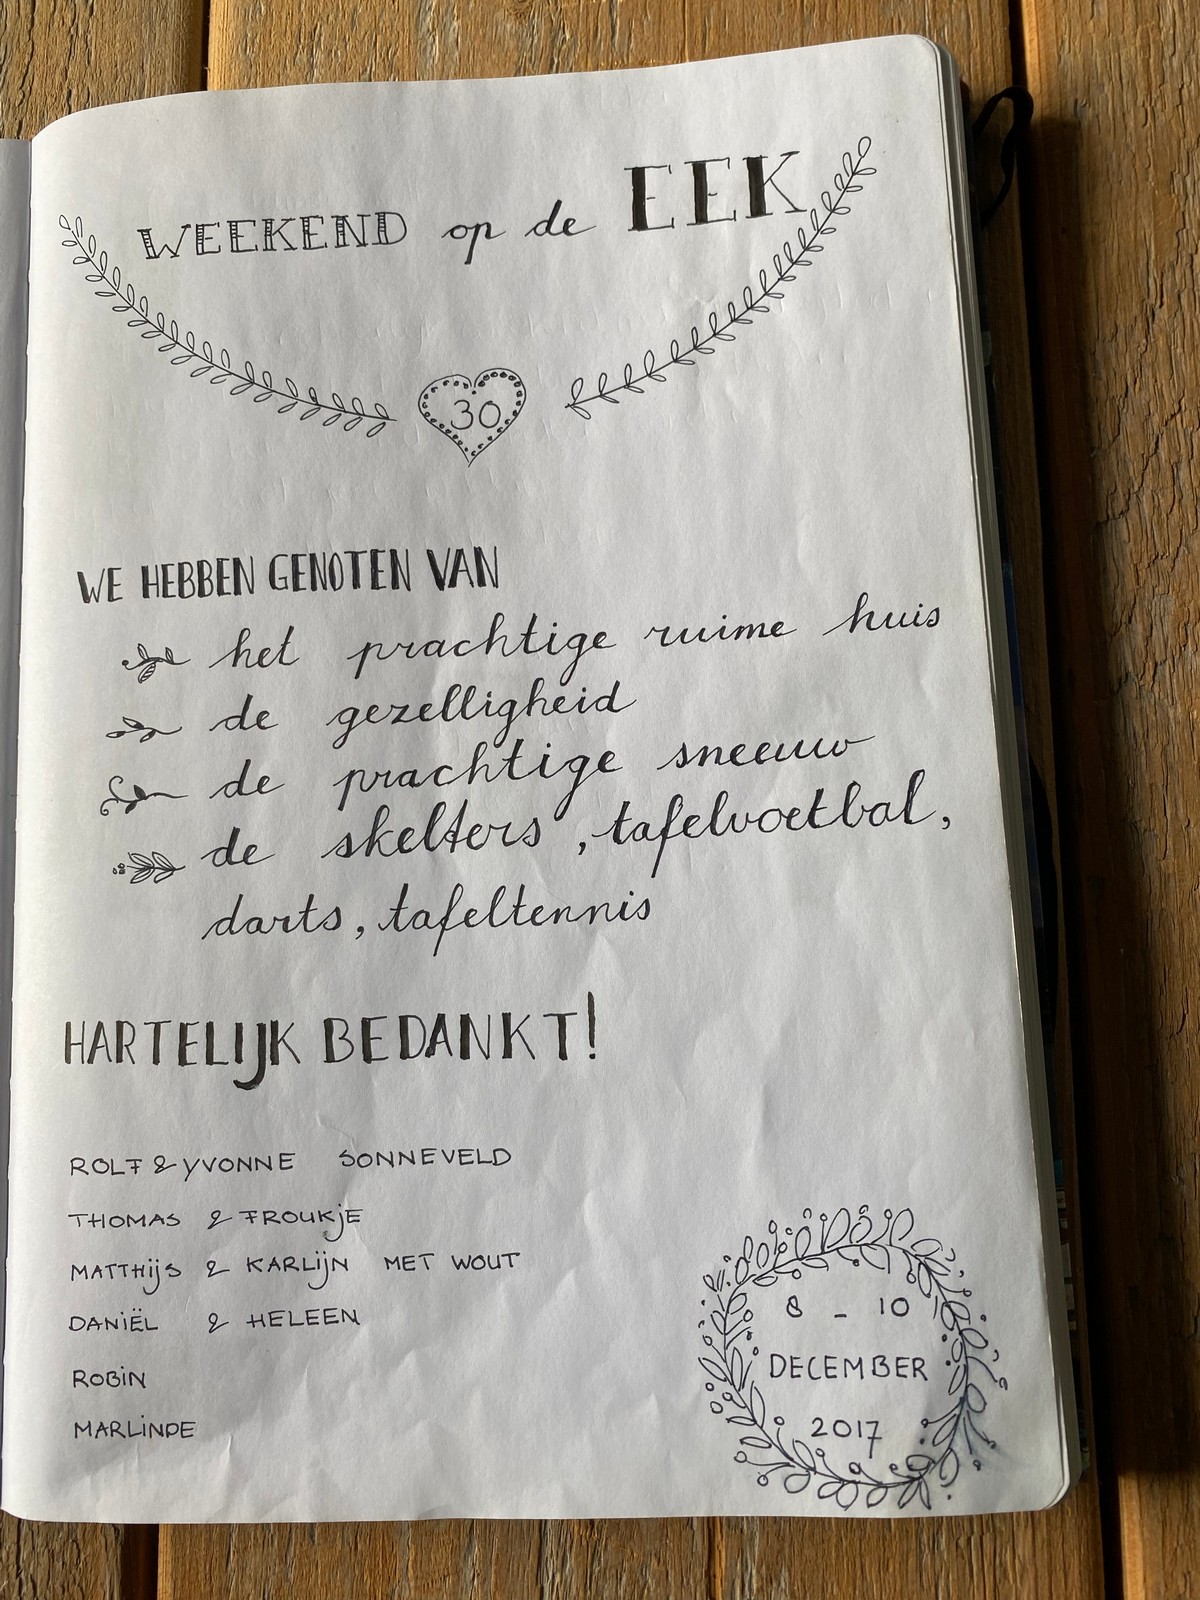 WEEKEND op de EEK
30
WE HEBBEN GENOTEN VAN
het prachtige ruime huis
de gezelligheid
de prachtige sneeuw
de skelters, tafelvoetbal,
darts, tafeltennis
HARTELIJK BEDANKT!
ROLF & YVONNE SONNEVELD
THOMAS & FROUKJE
MATTHIJS & KARLIJN MET WOUT
DANIËL & HELEEN
ROBIN
MARLINDE
8 - 10
DECEMBER
2017